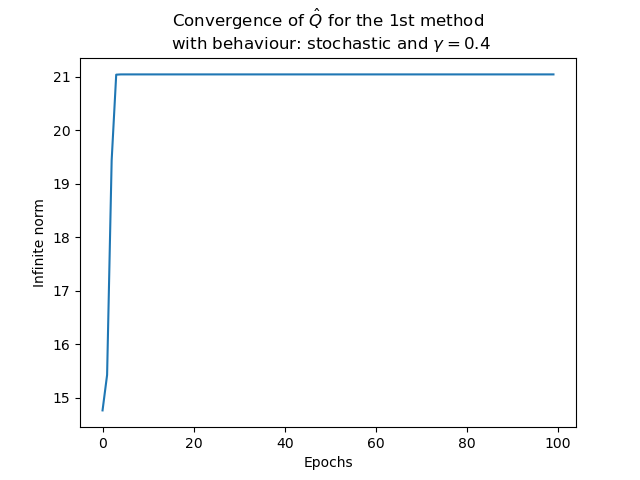 Convergence of $\hat{Q}$ for the 1st method
with behaviour: stochastic and γ = 0.4
21
20
19
18
17
16
15
Infinite norm
0 20 40 60 80 100
Epochs